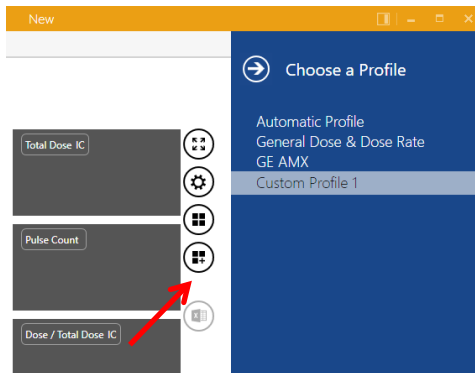 New
Choose a Profile
Automatic Profile
General Dose & Dose Rate
GE AMX
Custom Profile 1
Total Dose IC
Pulse Count
Dose / Total Dose IC